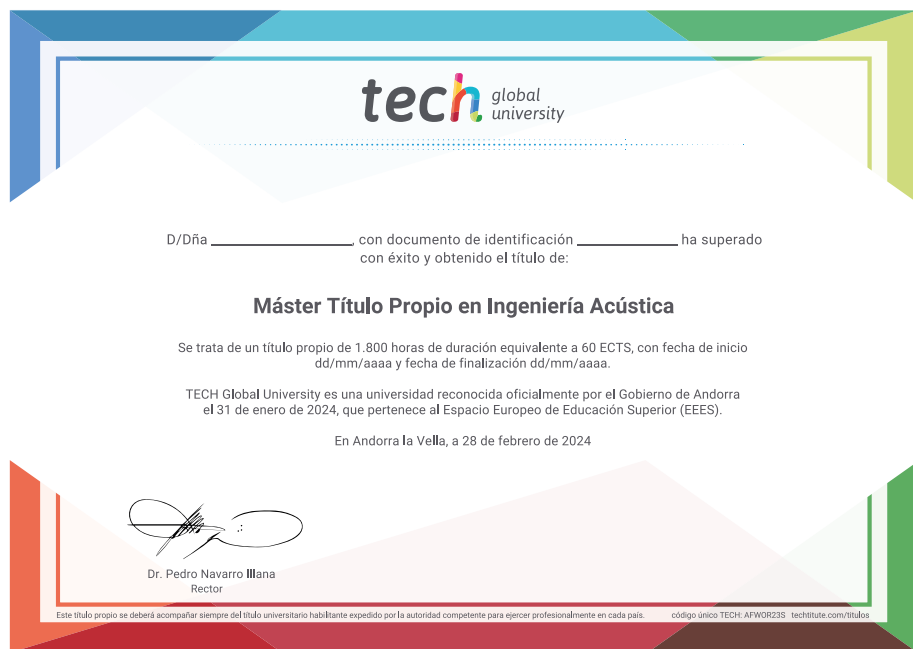 tech global university
D/Dña ____________________, con documento de identificación ______________ ha superado
con éxito y obtenido el título de:
Máster Título Propio en Ingeniería Acústica
Se trata de un título propio de 1.800 horas de duración equivalente a 60 ECTS, con fecha de inicio
dd/mm/aaaa y fecha de finalización dd/mm/aaaa.
TECH Global University es una universidad reconocida oficialmente por el Gobierno de Andorra
el 31 de enero de 2024, que pertenece al Espacio Europeo de Educación Superior (EEES).
En Andorra la Vella, a 28 de febrero de 2024
Dr. Pedro Navarro Illana
Rector
Este título propio se deberá acompañar siempre del título universitario habilitante expedido por la autoridad competente para ejercer profesionalmente en cada país. código único TECH: AFWOR23S techtitute.com/titulos